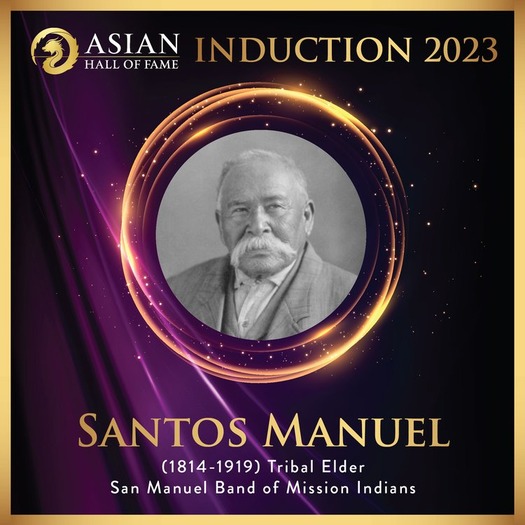 ASIAN
HALL OF FAME
INDUCTION 2023
SANTOS MANUEL
(1814-1919) Tribal Elder
San Manuel Band of Mission Indians